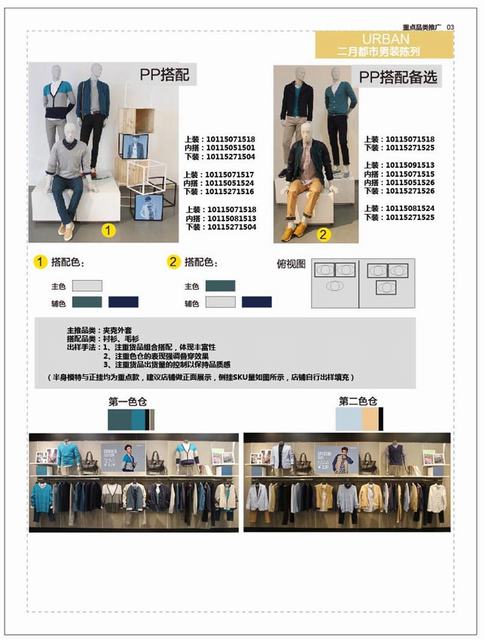 重点品类推广 03
URBAN
二月都市男装陈列
PP搭配
PP搭配备选
上装：10115071518
内搭：10115051501
下装：10115271504
上装：10115071517
内搭：10115051524
下装：10115271516
上装：10115071518
内搭：10115081513
下装：10115271504
上装：10115071518
下装：10115271525
上装：10115091513
内搭：10115071515
内搭：10115051526
下装：10115271526
上装：10115081524
下装：10115271525
1
2
1 搭配色：
主色
辅色
2 搭配色：
主色
辅色
俯视图
主推品类：夹克外套
搭配品类：衬衫、毛衫
出样手法：1、注重货品组合搭配，体现丰富性
2、注重色仓的表现强调叠穿效果
3、注重货品出货量的控制以保持品质感
（半身模特与正挂均为重点款，建议店铺做正面展示，侧挂SKU量如图所示，店铺自行出样填充）
第一色仓
第二色仓